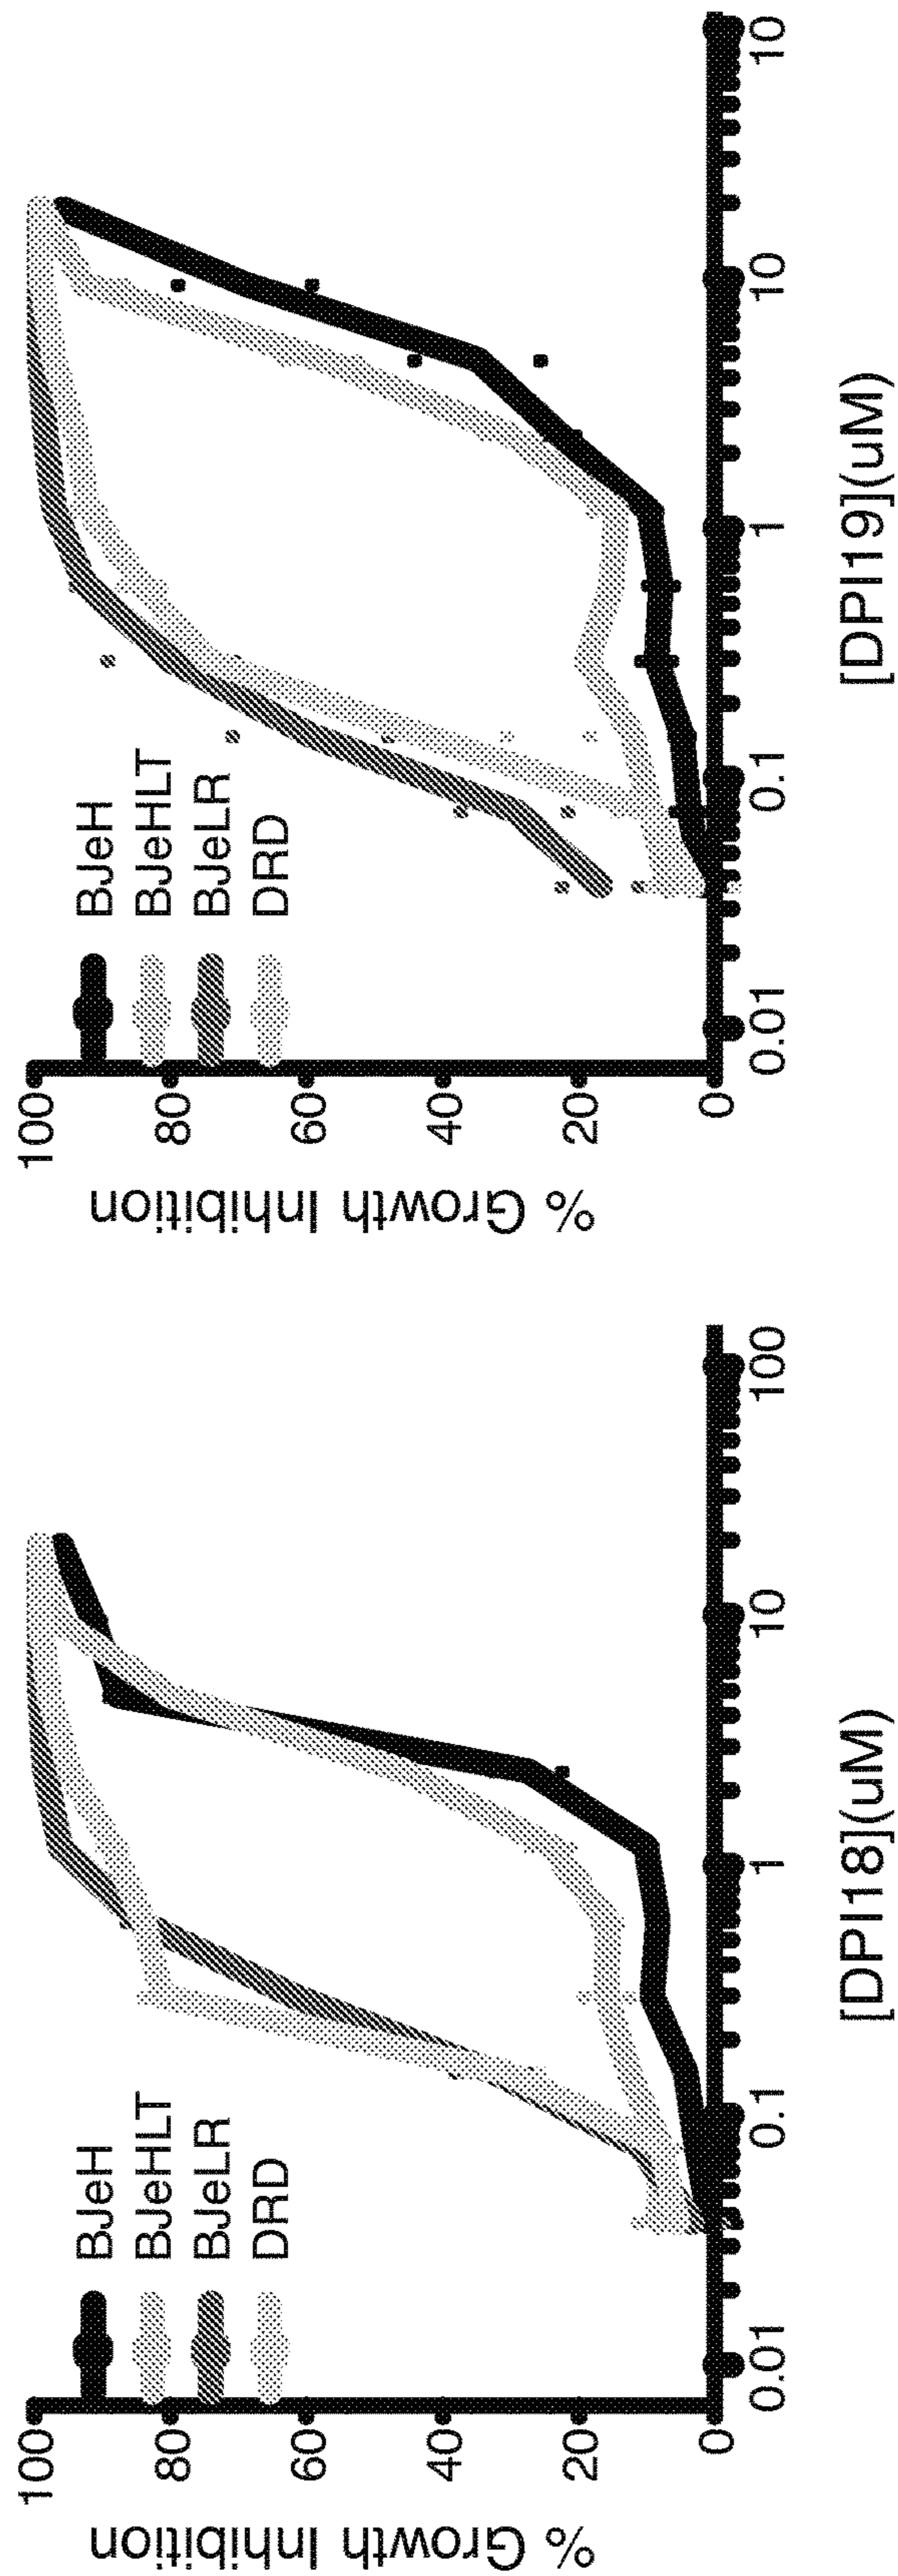 % Growth Inhibition
100
80
60
40
20
0
BJeH
BJeHLT
BJeLR
DRD
0.01
0.1
1
10
100
[DPI18](uM)
% Growth Inhibition
100
80
60
40
20
0
BJeH
BJeHLT
BJeLR
DRD
0.01
0.1
1
10
10
[DPI19](uM)